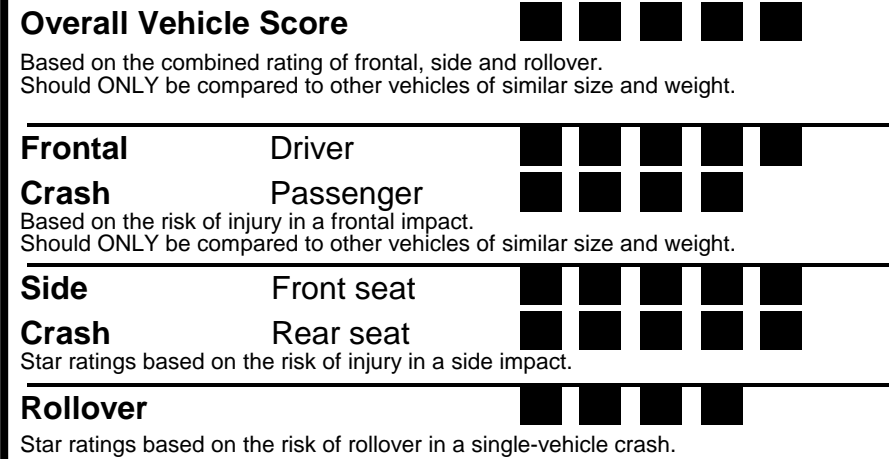 Overall Vehicle Score
Based on the combined rating of frontal, side and rollover.
Should ONLY be compared to other vehicles of similar size and weight.
Frontal Driver
Crash Passenger
Based on the risk of injury in a frontal impact.
Should ONLY be compared to other vehicles of similar size and weight.
Side Front seat
Crash Rear seat
Star ratings based on the risk of injury in a side impact.
Rollover
Star ratings based on the risk of rollover in a single-vehicle crash.